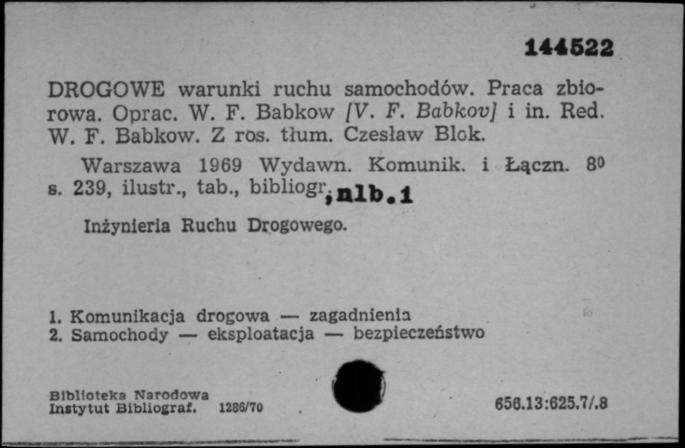 144522
DROGOWE warunki ruchu samochodów. Praca zbio-
rowa. Oprac. W. F. Babkow [V. F. Babkov] i in. Red.
W. F. Babkow. Z ros. tłum. Czesław Blok.
Warszawa 1969 Wydawn. Komunik. i Łączn. 8⁰
s. 239, ilustr., tab., bibliogr., nlb.1
Inżynieria Ruchu Drogowego.
1. Komunikacja drogowa — zagadnienia
2. Samochody — eksploatacja — bezpieczeństwo
Biblioteka Narodowa
Instytut Bibliograf. 1286/70 656.13:625.7/.8